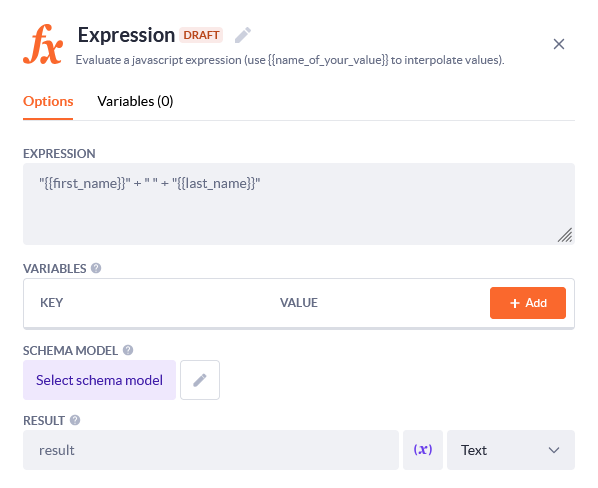 fx Expression DRAFT
Evaluate a javascript expression (use {{name_of_your_value}} to interpolate values).
Options Variables (0)
EXPRESSION
"{{first_name}}" + " " + "{{last_name}}"
VARIABLES ?
KEY VALUE + Add
SCHEMA MODEL ?
Select schema model
RESULT ?
result (x) Text